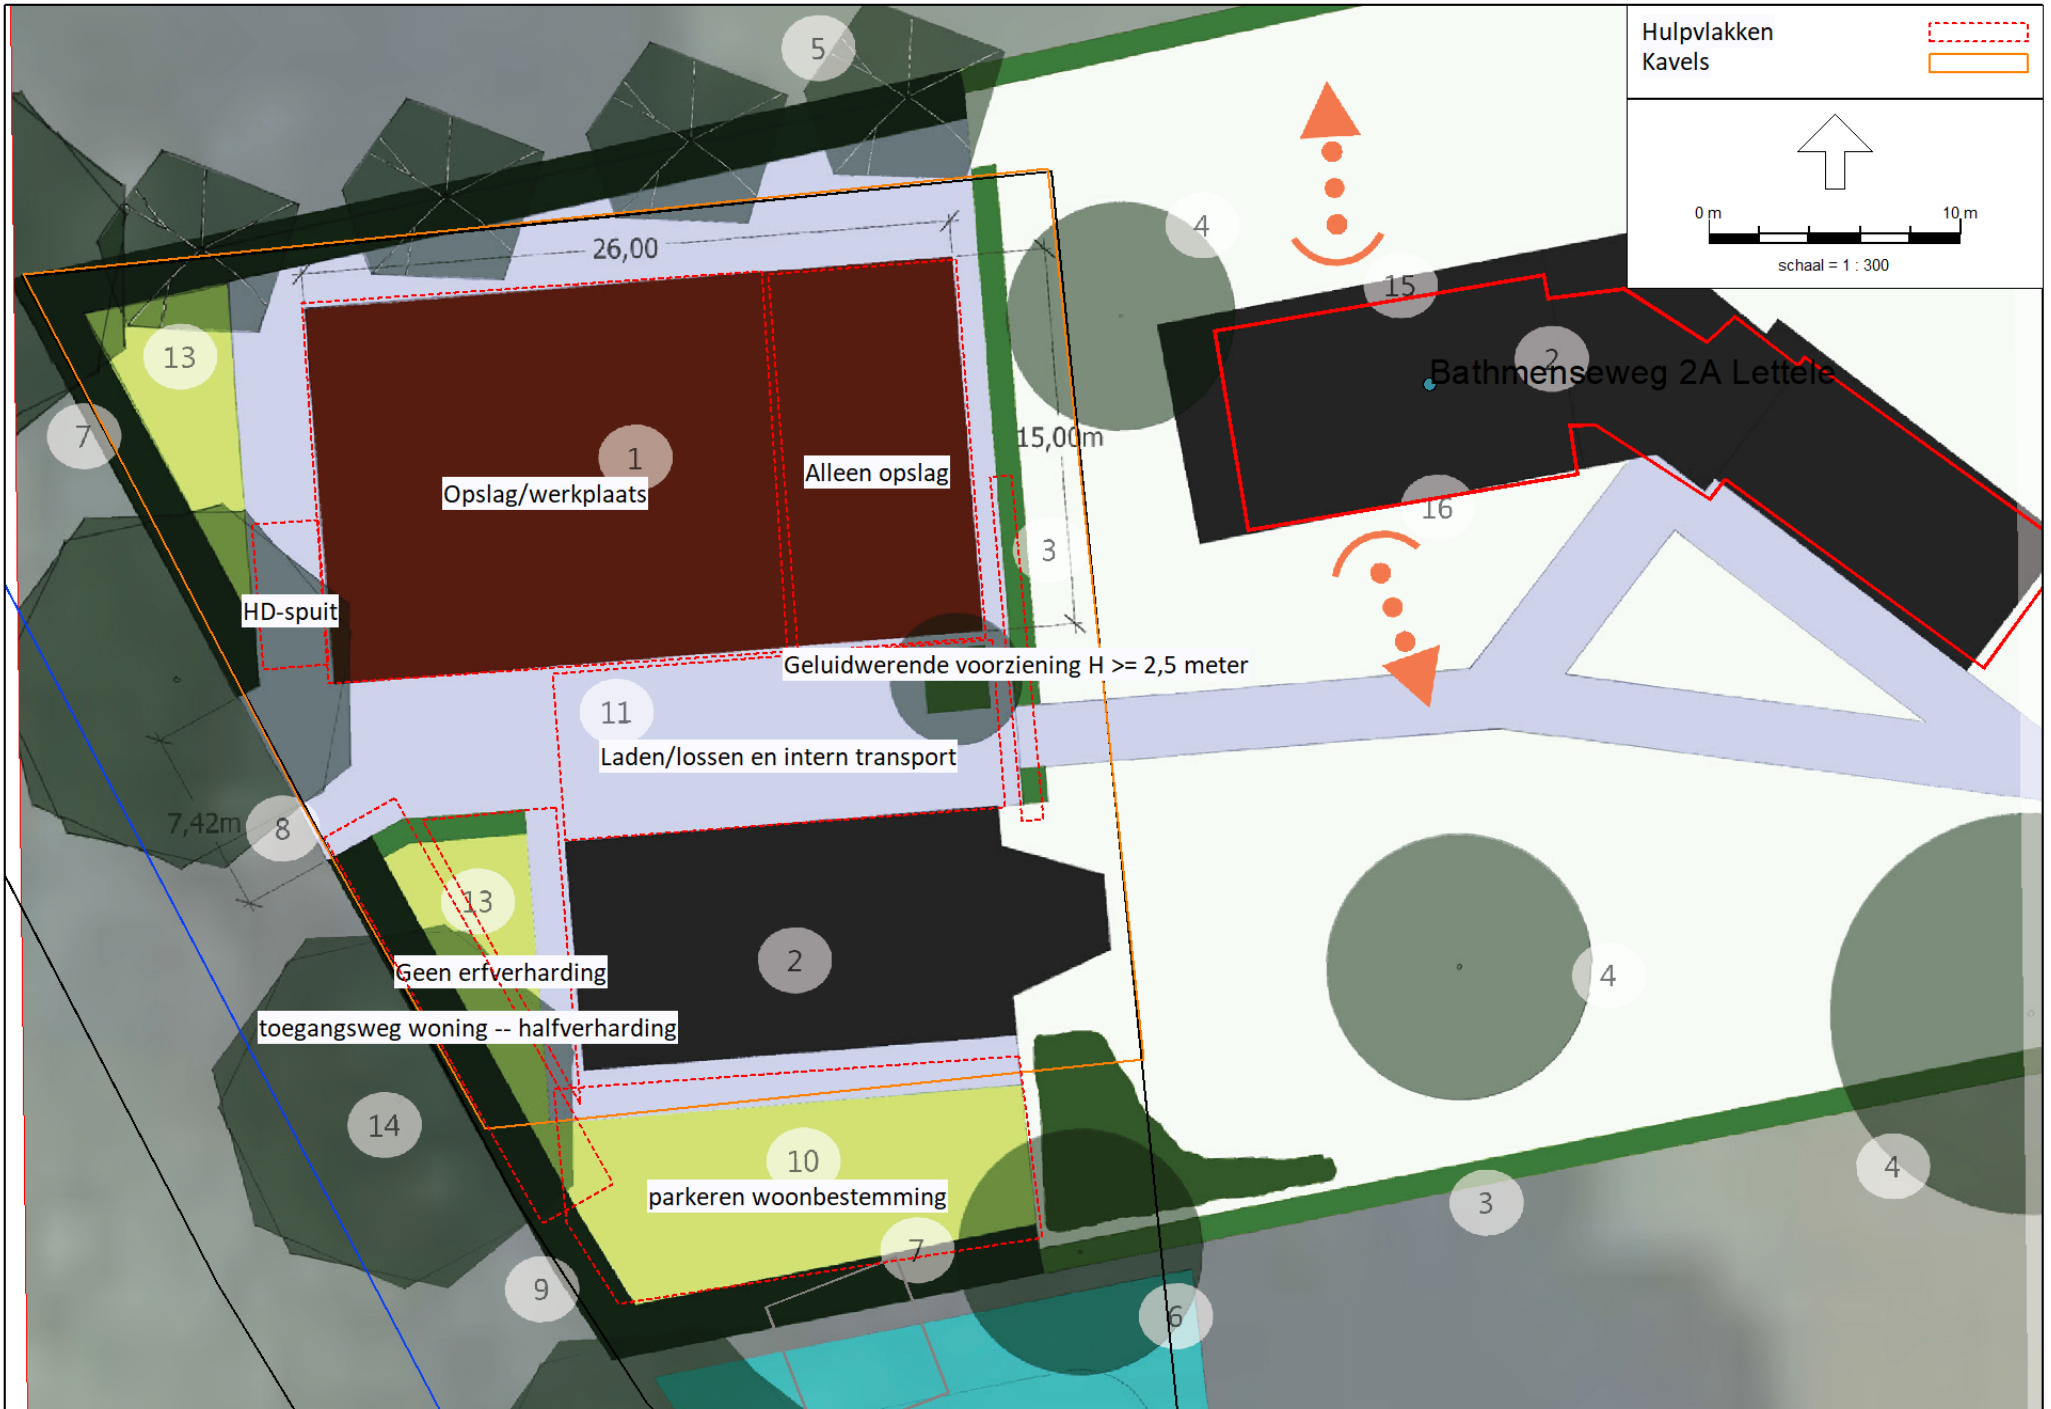 Hulpvlakken
Kavels
0 m
10 m
schaal = 1 : 300
5
4
26,00
15
2
Bathmenseweg 2A Lettele
13
7
1
15,00m
Alleen opslag
Opslag/werkplaats
16
3
HD-spuit
Geluidwerende voorziening H >= 2,5 meter
11
Laden/lossen en intern transport
7,42m
8
13
2
Geen erfverharding
4
toegangsweg woning -- halfverharding
14
10
4
parkeren woonbestemming
3
7
9
6